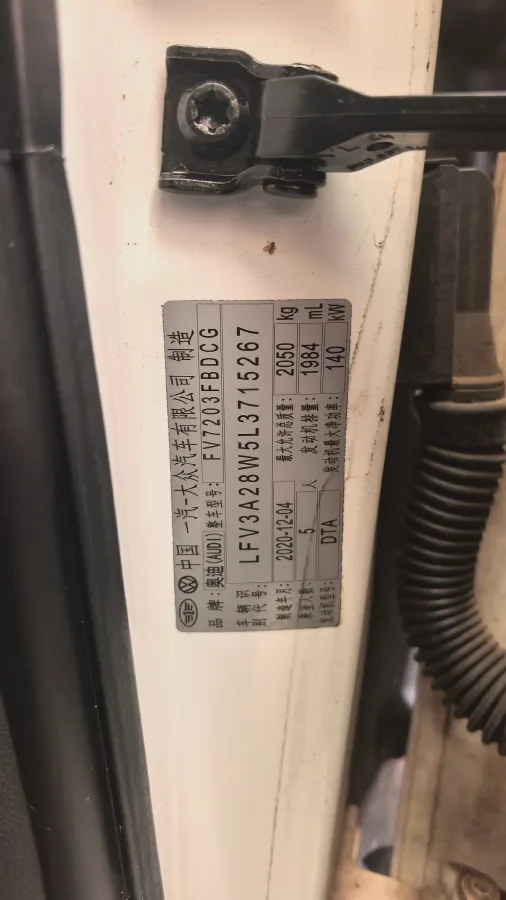 中国 一汽-大众汽车有限公司 制造
品牌: 奥迪(AUDI) 整车型号: FV7203FBDCG
车辆识别代号: LFV3A28W5L3715267
制造年月: 2020-12-04 最大允许总质量: 2050 kg
乘坐人数: 5 人 发动机排量: 1984 mL
发动机型号: DTA 发动机最大净功率: 140 kW